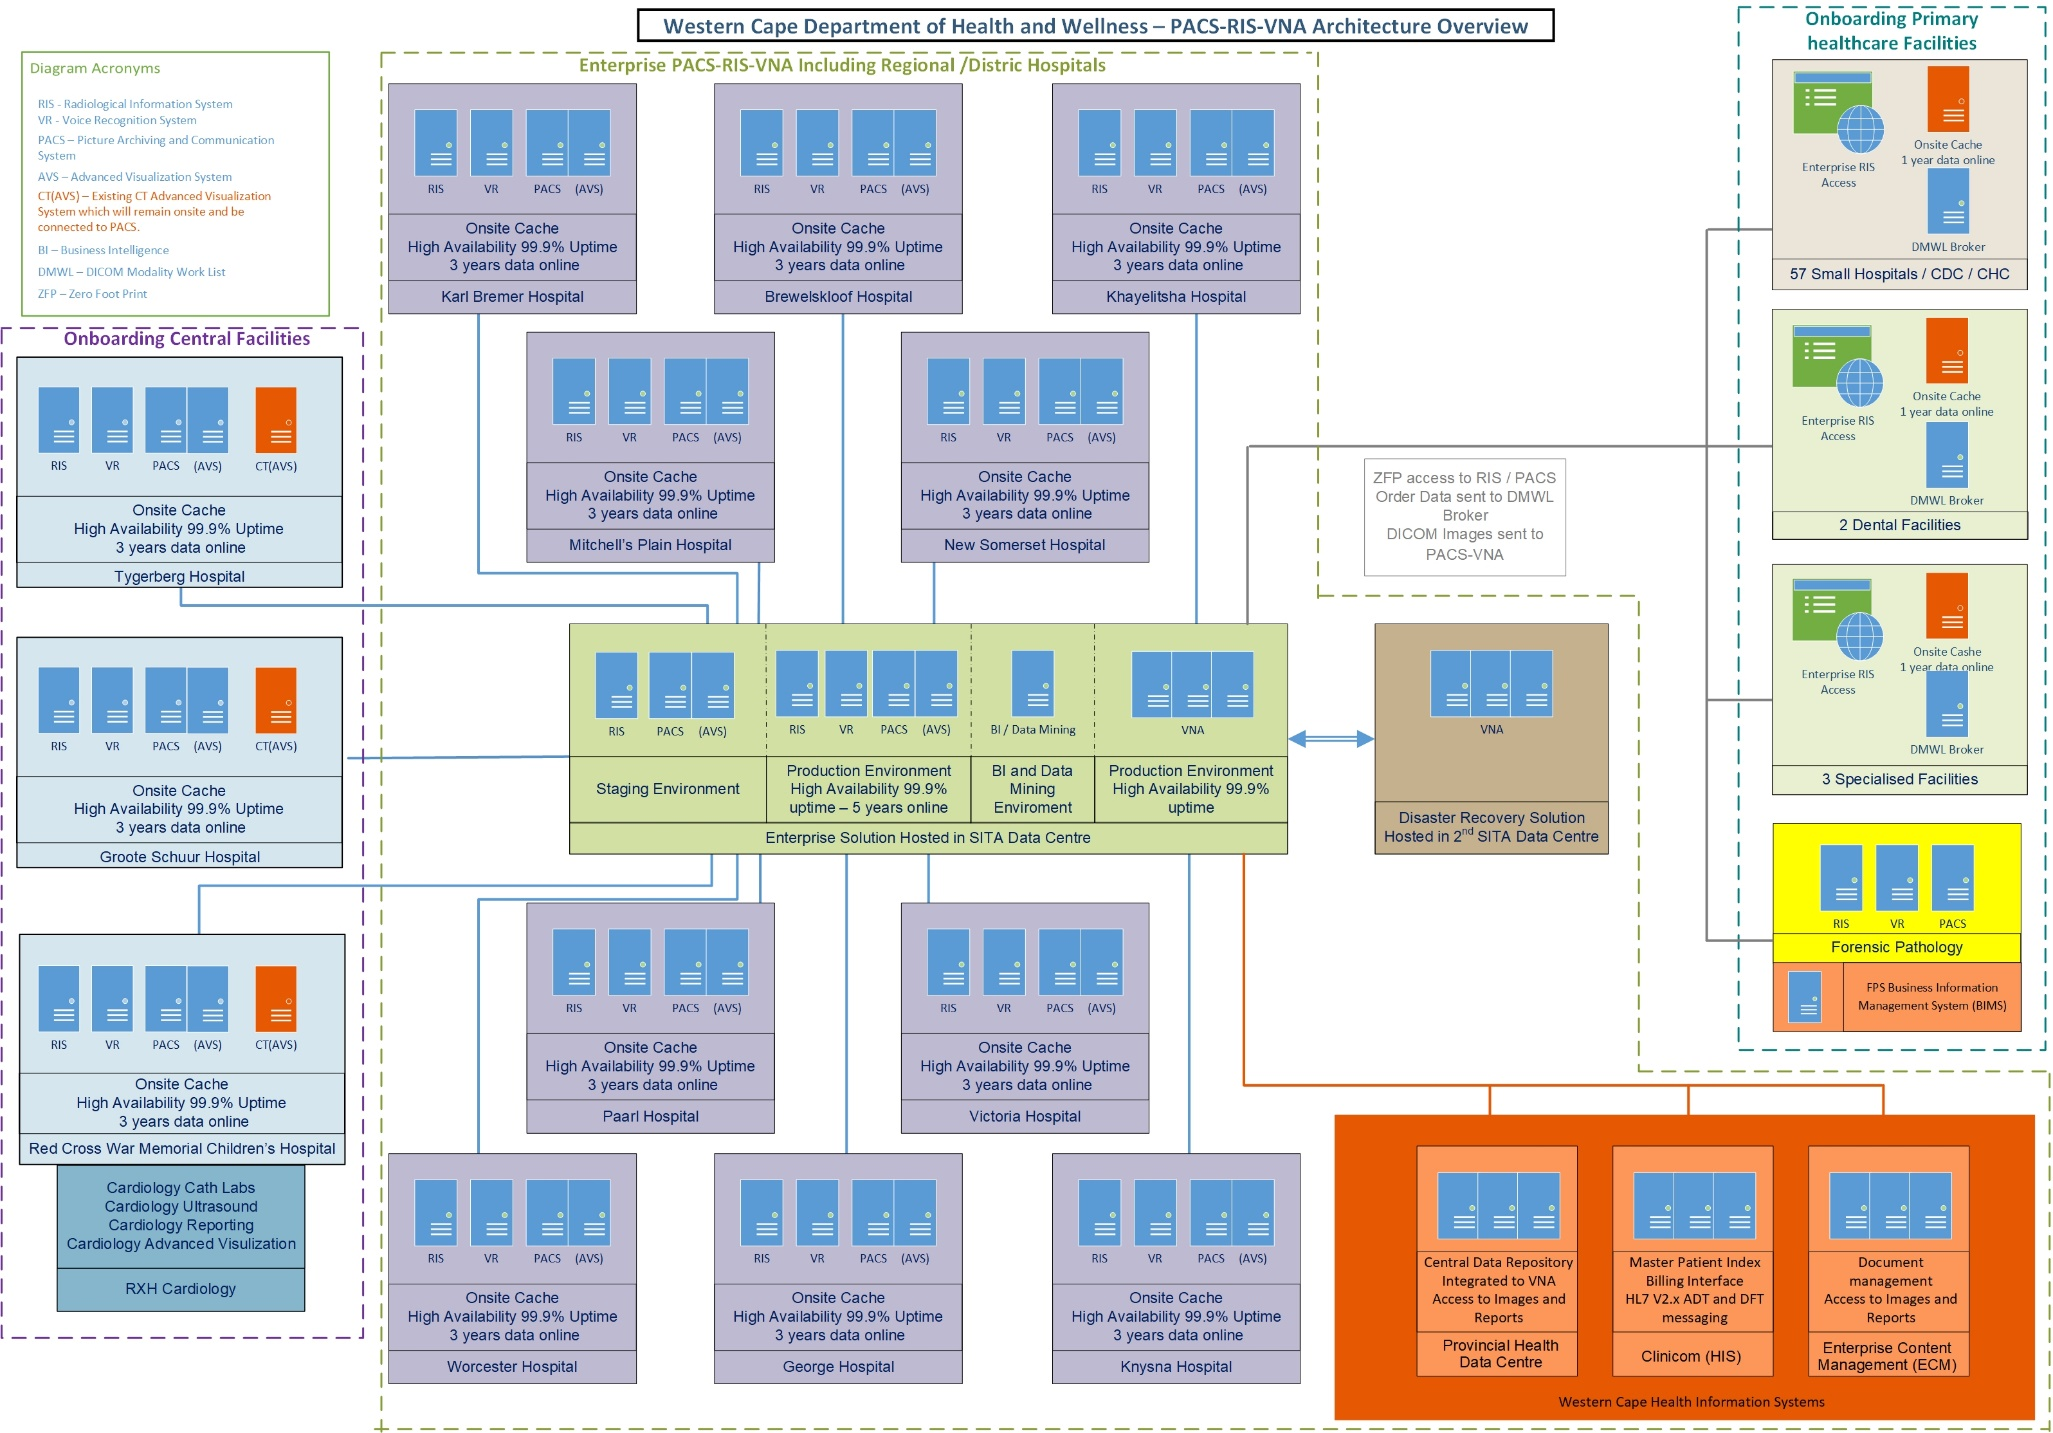 Western Cape Department of Health and Wellness – PACS-RIS-VNA Architecture Overview
Diagram Acronyms
RIS - Radiological Information System
VR - Voice Recognition System
PACS – Picture Archiving and Communication
System
AVS – Advanced Visualization System
CT(AVS) – Existing CT Advanced Visualization
System which will remain onsite and be
connected to PACS.
BI – Business Intelligence
DMWL – DICOM Modality Work List
ZFP – Zero Foot Print
Onboarding Central Facilities
RIS VR PACS (AVS) CT(AVS)
Onsite Cache
High Availability 99.9% Uptime
3 years data online
Tygerberg Hospital
RIS VR PACS (AVS) CT(AVS)
Onsite Cache
High Availability 99.9% Uptime
3 years data online
Groote Schuur Hospital
RIS VR PACS (AVS) CT(AVS)
Onsite Cache
High Availability 99.9% Uptime
3 years data online
Red Cross War Memorial Children's Hospital
Cardiology Cath Labs
Cardiology Ultrasound
Cardiology Reporting
Cardiology Advanced Visulization
RXH Cardiology
Enterprise PACS-RIS-VNA Including Regional /Distric Hospitals
RIS VR PACS (AVS)
Onsite Cache
High Availability 99.9% Uptime
3 years data online
Karl Bremer Hospital
RIS VR PACS (AVS)
Onsite Cache
High Availability 99.9% Uptime
3 years data online
Brewelskloof Hospital
RIS VR PACS (AVS)
Onsite Cache
High Availability 99.9% Uptime
3 years data online
Khayelitsha Hospital
RIS VR PACS (AVS)
Onsite Cache
High Availability 99.9% Uptime
3 years data online
Mitchell's Plain Hospital
RIS VR PACS (AVS)
Onsite Cache
High Availability 99.9% Uptime
3 years data online
New Somerset Hospital
RIS PACS (AVS)
Staging Environment
RIS VR PACS (AVS)
Production Environment
High Availability 99.9%
uptime – 5 years online
BI / Data Mining
BI and Data
Mining
Enviroment
VNA
Production Environment
High Availability 99.9%
uptime
Enterprise Solution Hosted in SITA Data Centre
VNA
Disaster Recovery Solution
Hosted in 2nd SITA Data Centre
ZFP access to RIS / PACS
Order Data sent to DMWL
Broker
DICOM Images sent to
PACS-VNA
RIS VR PACS (AVS)
Onsite Cache
High Availability 99.9% Uptime
3 years data online
Paarl Hospital
RIS VR PACS (AVS)
Onsite Cache
High Availability 99.9% Uptime
3 years data online
Victoria Hospital
RIS VR PACS (AVS)
Onsite Cache
High Availability 99.9% Uptime
3 years data online
Worcester Hospital
RIS VR PACS (AVS)
Onsite Cache
High Availability 99.9% Uptime
3 years data online
George Hospital
RIS VR PACS (AVS)
Onsite Cache
High Availability 99.9% Uptime
3 years data online
Knysna Hospital
Onboarding Primary
healthcare Facilities
Enterprise RIS
Access
Onsite Cache
1 year data online
DMWL Broker
57 Small Hospitals / CDC / CHC
Enterprise RIS
Access
Onsite Cache
1 year data online
DMWL Broker
2 Dental Facilities
Enterprise RIS
Access
Onsite Cashe
1 year data online
DMWL Broker
3 Specialised Facilities
RIS VR PACS
Forensic Pathology
FPS Business Information
Management System (BIMS)
Central Data Repository
Integrated to VNA
Access to Images and
Reports
Provincial Health
Data Centre
Master Patient Index
Billing Interface
HL7 V2.x ADT and DFT
messaging
Clinicom (HIS)
Document
management
Access to Images and
Reports
Enterprise Content
Management (ECM)
Western Cape Health Information Systems